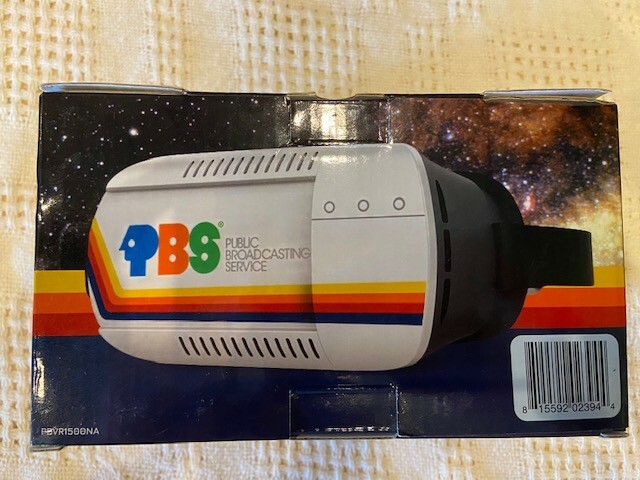 PBS®
PUBLIC
BROADCASTING
SERVICE
8 15592 02394 4
PBVR1500NA